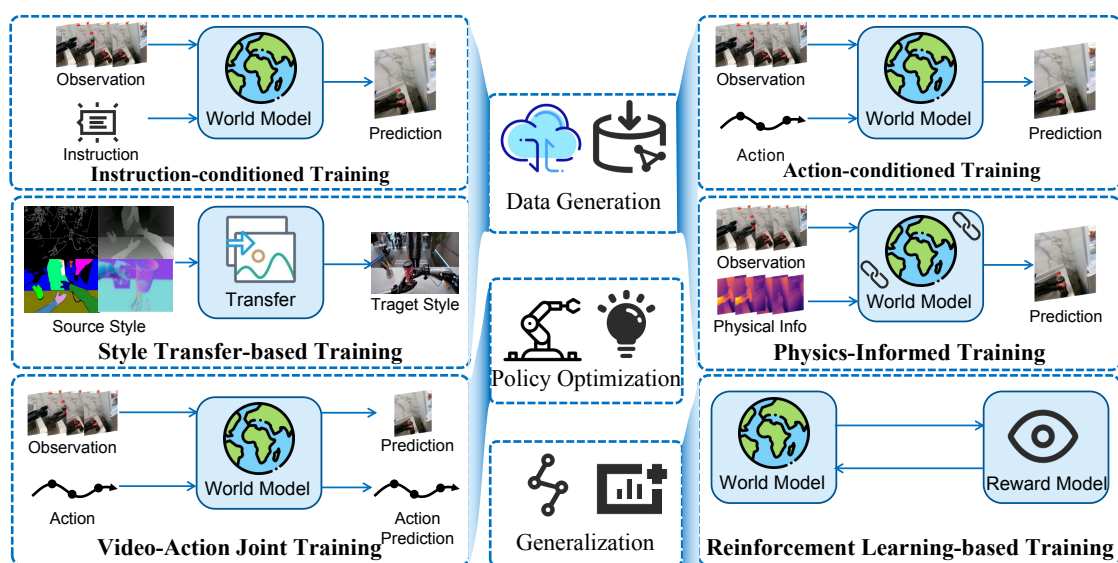 Observation
World Model
Prediction
Instruction
Instruction-conditioned Training
Transfer
Source Style
Traget Style
Style Transfer-based Training
Observation
World Model
Prediction
Action
Action
Prediction
Video-Action Joint Training
Data Generation
Policy Optimization
Generalization
Observation
World Model
Prediction
Action
Action-conditioned Training
Observation
World Model
Physical Info
Prediction
Physics-Informed Training
World Model
Reward Model
Reinforcement Learning-based Training